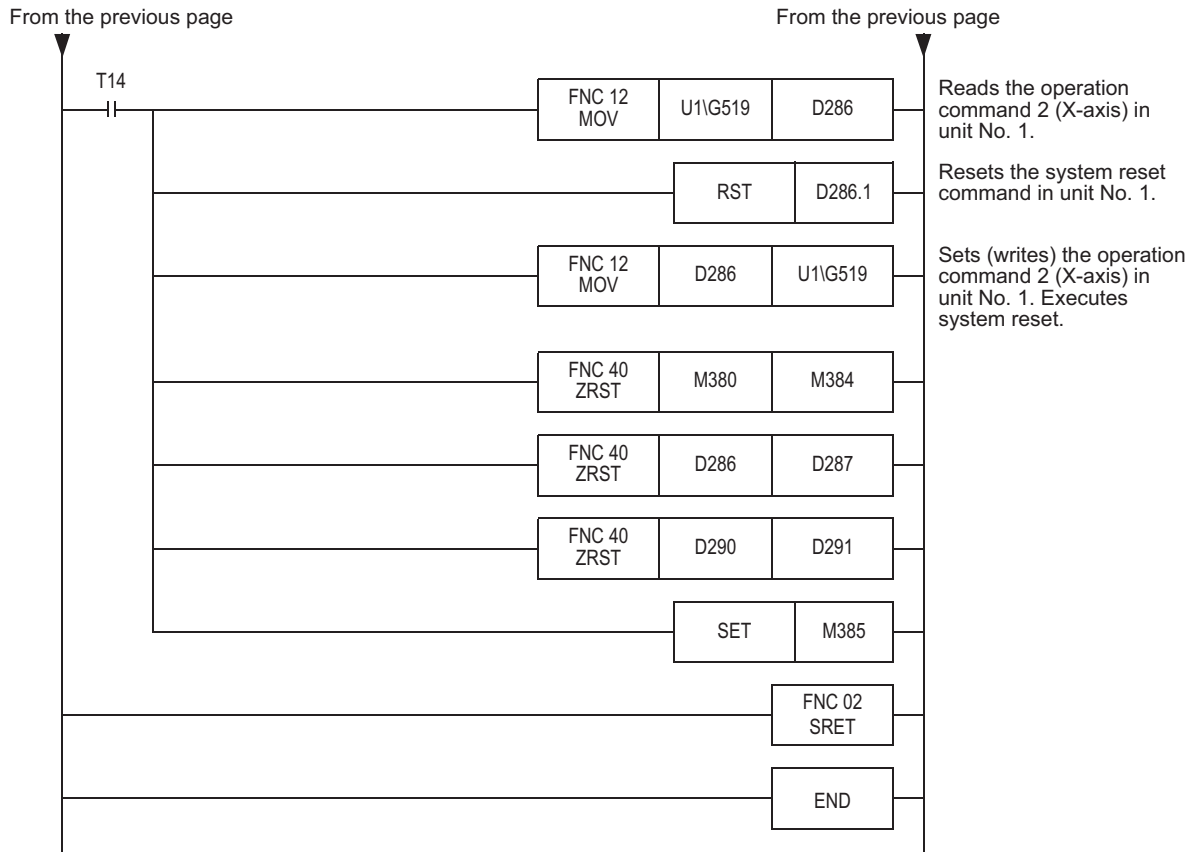 From the previous page
From the previous page
T14
FNC 12
MOV
U1\G519
D286
Reads the operation
command 2 (X-axis) in
unit No. 1.
RST
D286.1
Resets the system reset
command in unit No. 1.
FNC 12
MOV
D286
U1\G519
Sets (writes) the operation
command 2 (X-axis) in
unit No. 1. Executes
system reset.
FNC 40
ZRST
M380
M384
FNC 40
ZRST
D286
D287
FNC 40
ZRST
D290
D291
SET
M385
FNC 02
SRET
END